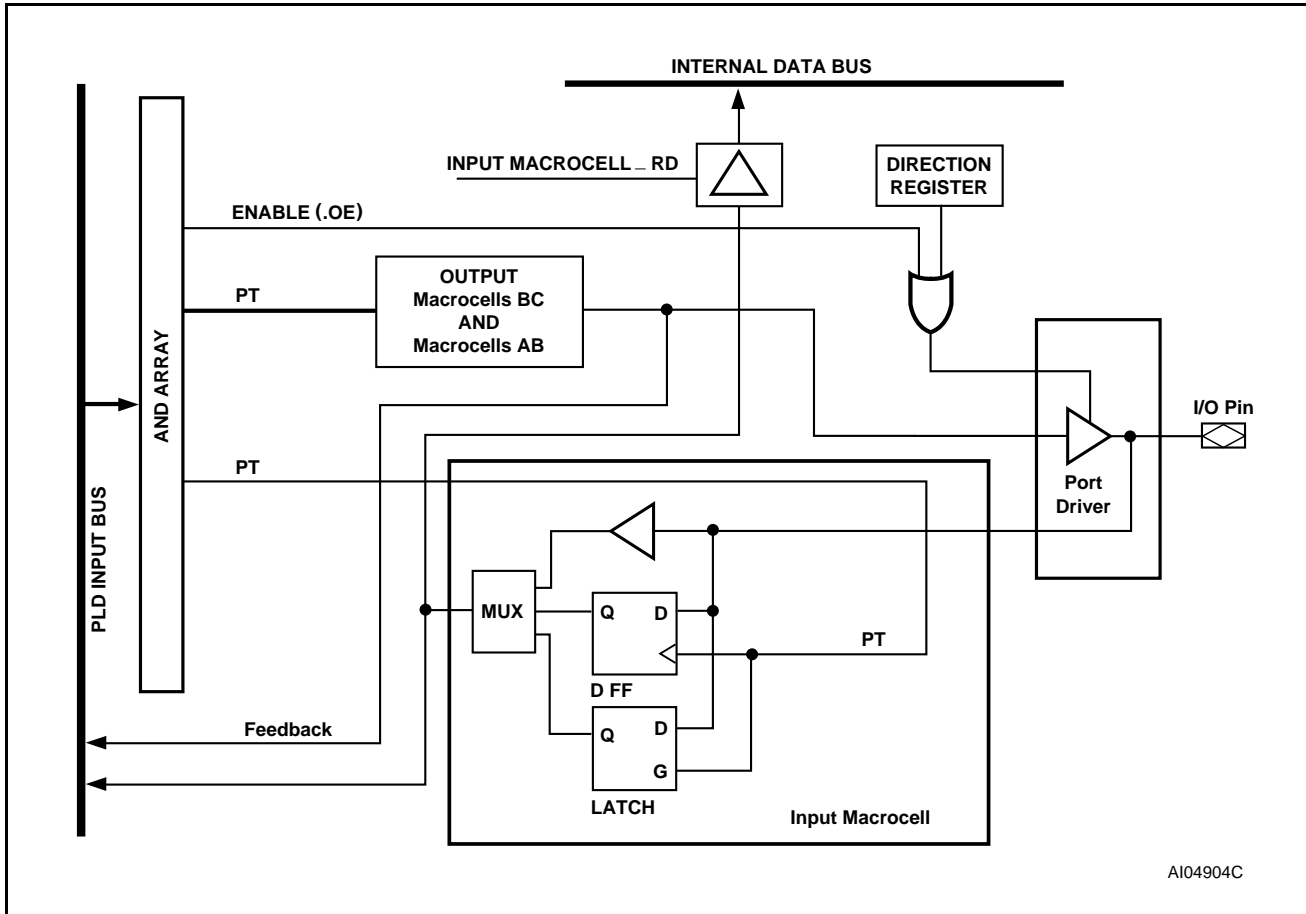 INTERNAL DATA BUS
INPUT MACROCELL _ RD
DIRECTION
REGISTER
ENABLE (.OE)
PT
OUTPUT
Macrocells BC
AND
Macrocells AB
AND ARRAY
PLD INPUT BUS
I/O Pin
Port
Driver
PT
MUX
Q D
PT
D FF
Q D
G
LATCH
Feedback
Input Macrocell
AI04904C